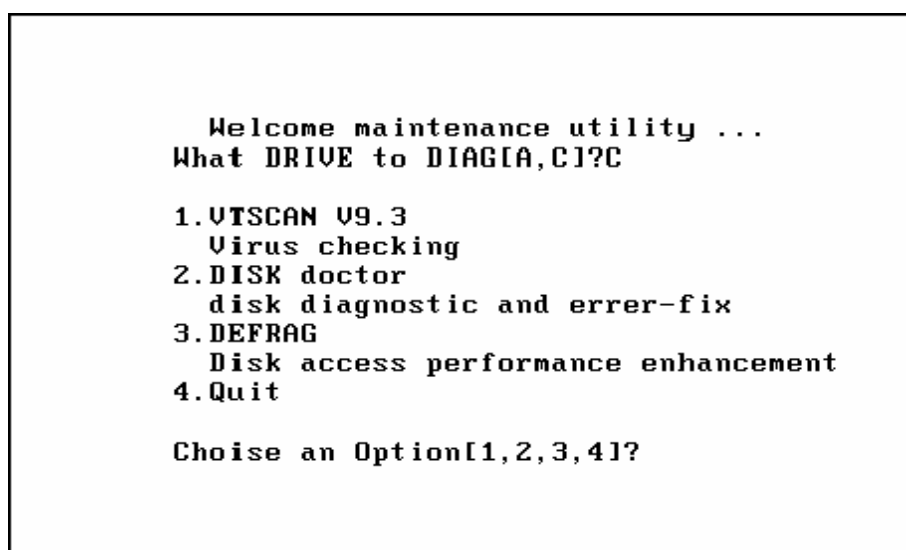 Welcome maintenance utility ...
What DRIVE to DIAG[A,C]?C
1.VTSCAN V9.3
Virus checking
2.DISK doctor
disk diagnostic and errer-fix
3.DEFRAG
Disk access performance enhancement
4.Quit
Choise an Option[1,2,3,4]?